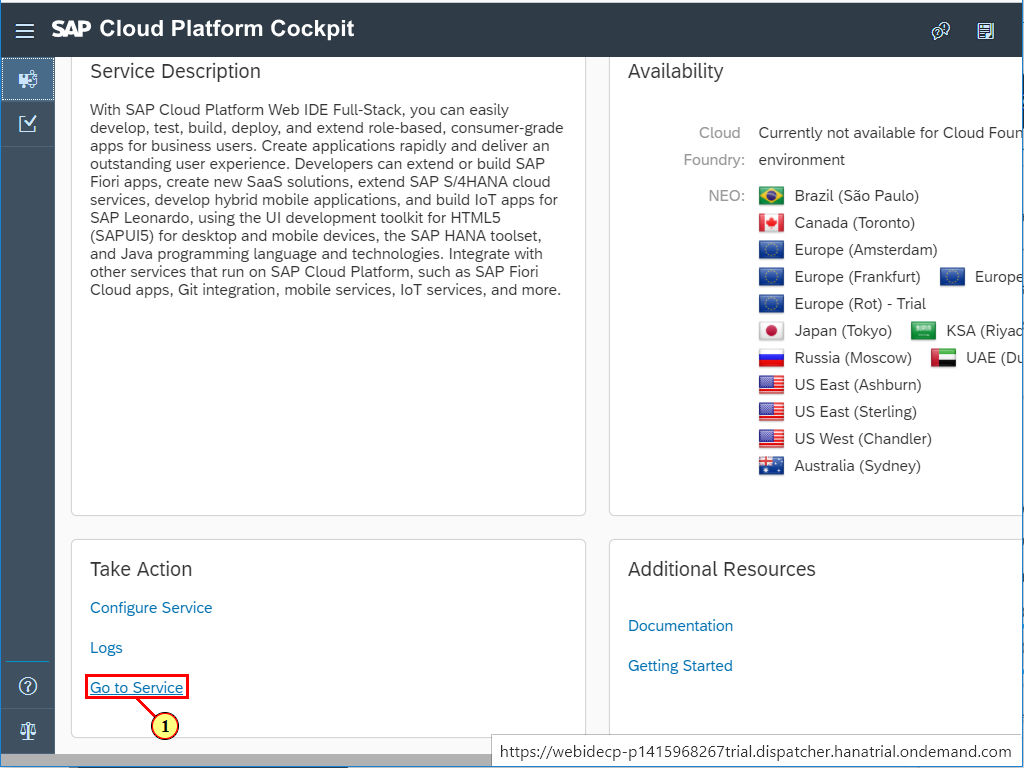 SAP Cloud Platform Cockpit
Service Description
With SAP Cloud Platform Web IDE Full-Stack, you can easily
develop, test, build, deploy, and extend role-based, consumer-grade
apps for business users. Create applications rapidly and deliver an
outstanding user experience. Developers can extend or build SAP
Fiori apps, create new SaaS solutions, extend SAP S/4HANA cloud
services, develop hybrid mobile applications, and build IoT apps for
SAP Leonardo, using the UI development toolkit for HTML5
(SAPUI5) for desktop and mobile devices, the SAP HANA toolset,
and Java programming language and technologies. Integrate with
other services that run on SAP Cloud Platform, such as SAP Fiori
Cloud apps, Git integration, mobile services, IoT services, and more.
Availability
Cloud Foundry: Currently not available for Cloud Foun
environment
NEO: Brazil (São Paulo)
Canada (Toronto)
Europe (Amsterdam)
Europe (Frankfurt) Europe
Europe (Rot) - Trial
Japan (Tokyo) KSA (Riyad
Russia (Moscow) UAE (Du
US East (Ashburn)
US East (Sterling)
US West (Chandler)
Australia (Sydney)
Take Action
Configure Service
Logs
Go to Service
1
Additional Resources
Documentation
Getting Started
https://webidecp-p1415968267trial.dispatcher.hanatrial.ondemand.com